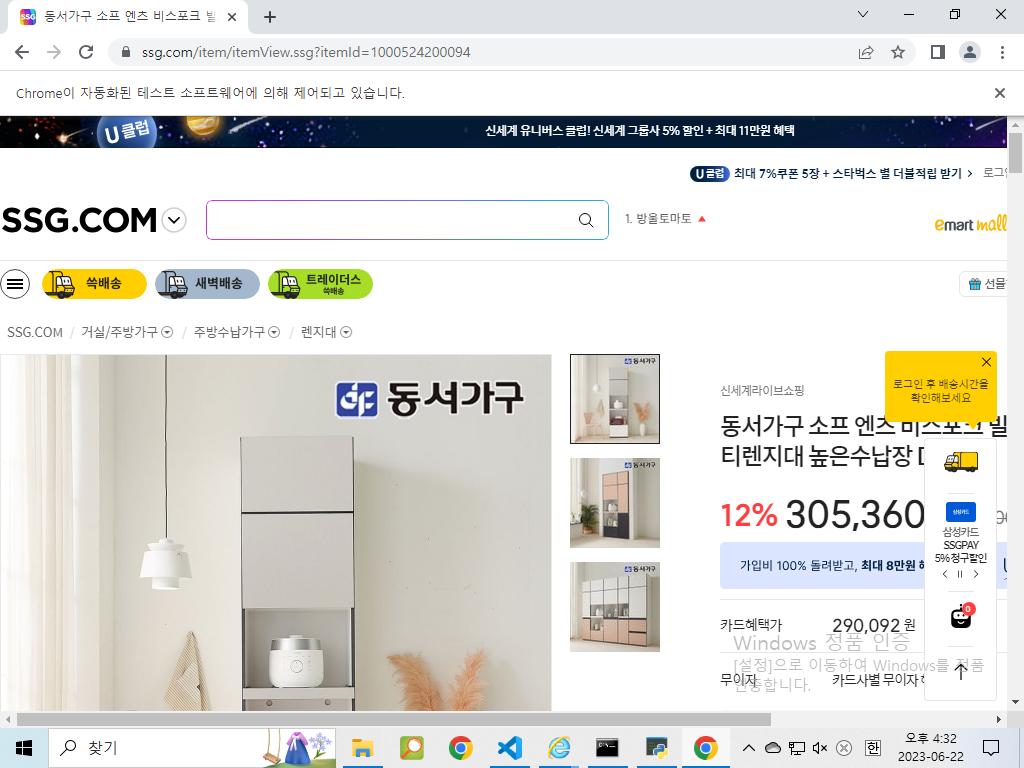 동서가구 소프 엔츠 비스포크 빌
ssg.com/item/itemView.ssg?itemId=1000524200094
Chrome이 자동화된 테스트 소프트웨어에 의해 제어되고 있습니다.
U 클럽
신세계 유니버스 클럽! 신세계 그룹사 5% 할인 + 최대 11만원 혜택
U 클럽 최대 7%쿠폰 5장 + 스타벅스 별 더블적립 받기 > 로그인
SSG.COM
1. 방울토마토
emart mall
쓱배송
새벽배송
트레이더스
쓱배송
선물
SSG.COM / 거실/주방가구 / 주방수납가구 / 렌지대
동서가구
동서가구
동서가구
동서가구
신세계라이브쇼핑
로그인 후 배송시간을
확인해보세요
동서가구 소프 엔츠 비스포크 빌
티렌지대 높은수납장 D
12% 305,360
가입비 100% 돌려받고, 최대 8만원 혜
삼성카드
삼성카드
SSGPAY
5% 청구할인
카드혜택가 290,092 원
0
Windows 정품 인증
[설정]으로 이동하여 Windows를 정품
인증합니다.
무이자 카드사별 무이자
찾기
한
오후 4:32
2023-06-22